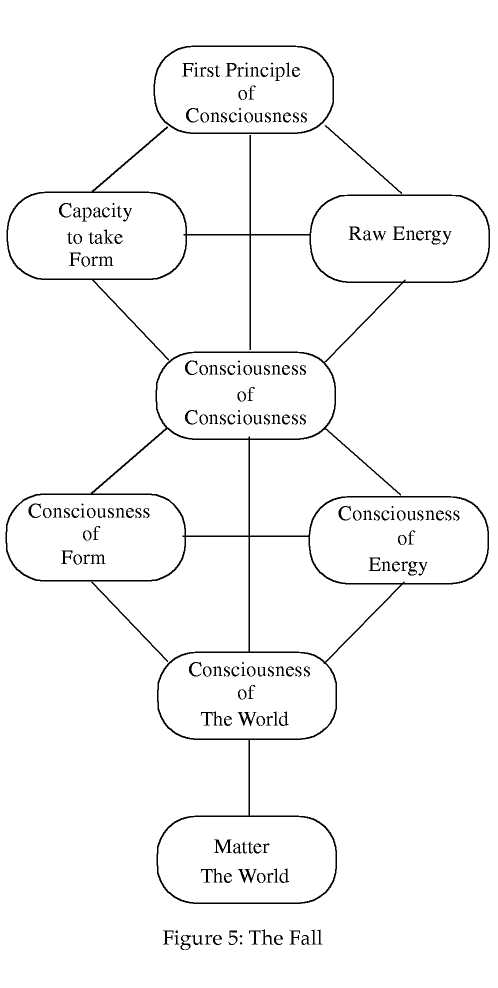 First Principle
of
Consciousness
Capacity
to take
Form
Raw Energy
Consciousness
of
Consciousness
Consciousness
of
Form
Consciousness
of
Energy
Consciousness
of
The World
Matter
The World
Figure 5: The Fall